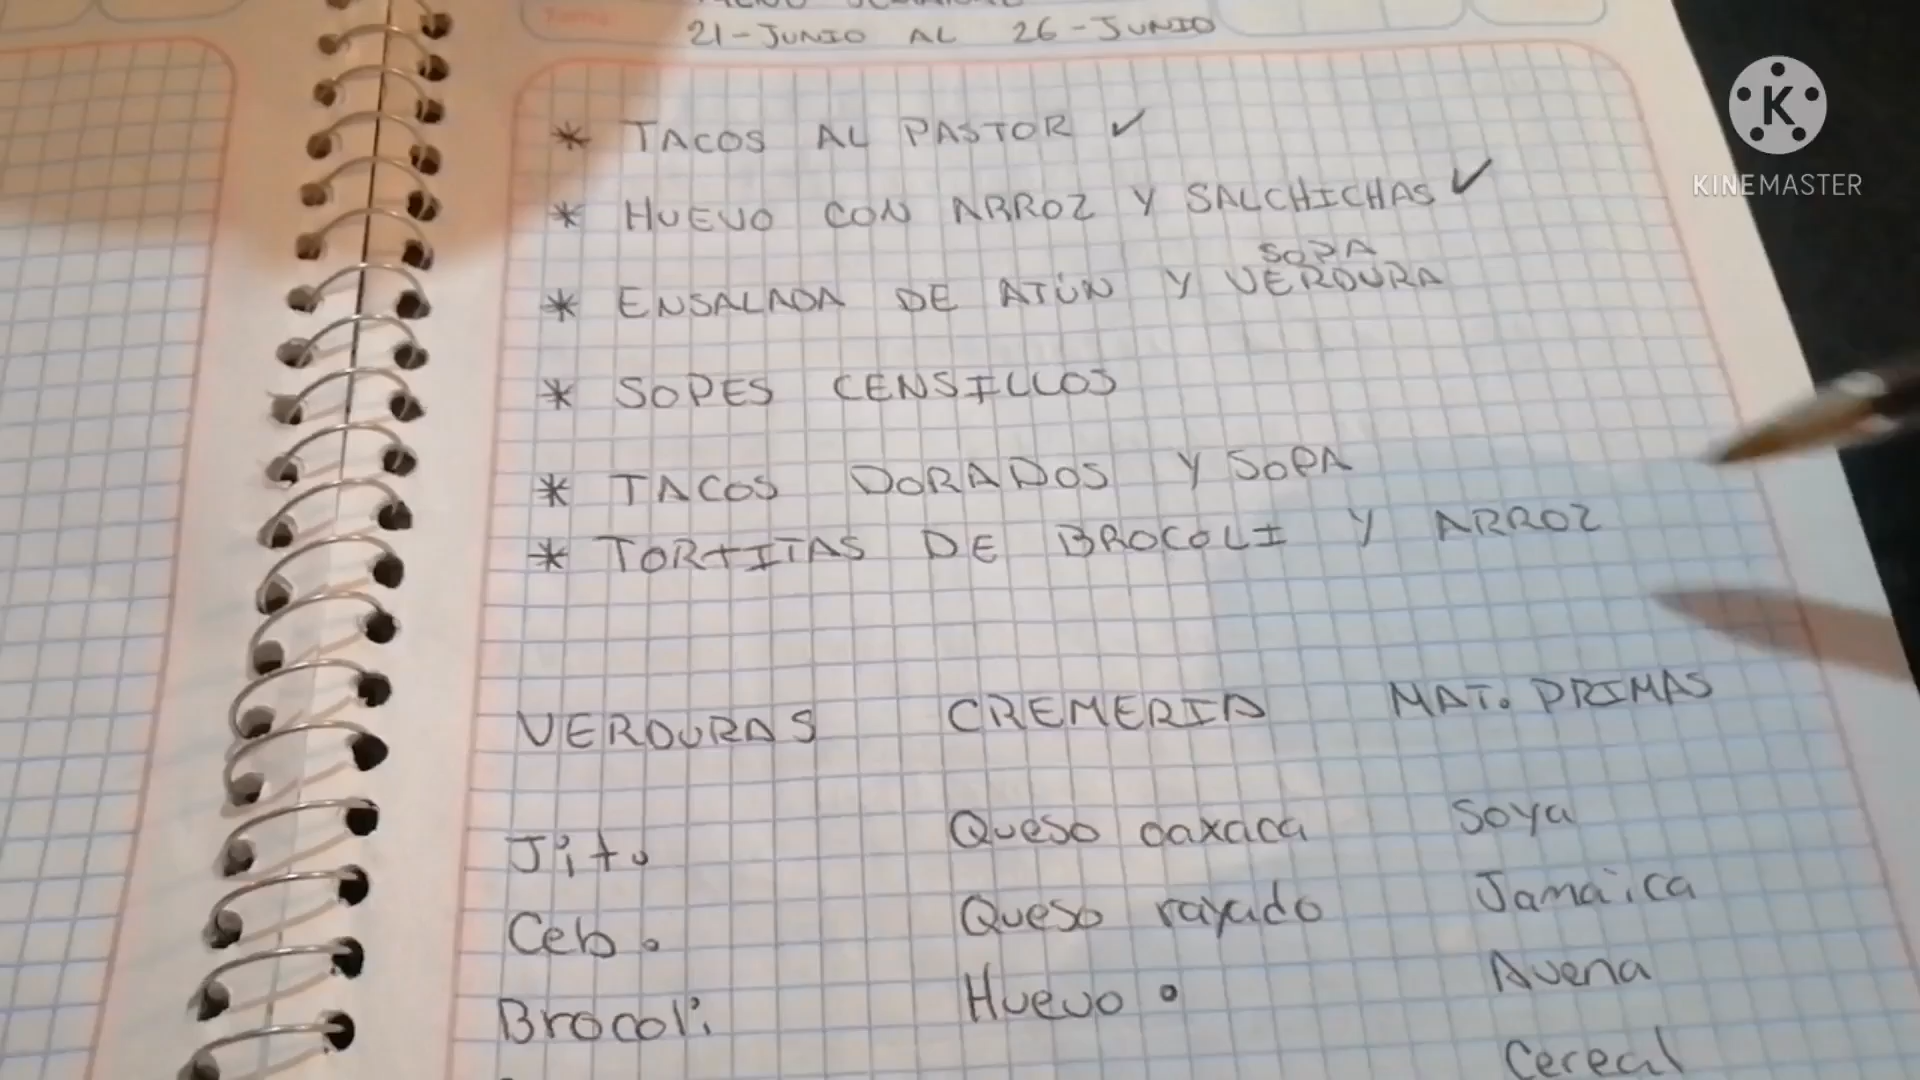 21-JUNIO AL 26-JUNIO
* TACOS AL PASTOR ✓
* HUEVO CON ARROZ Y SALCHICHAS ✓
SOPA
* ENSALADA DE ATÚN Y VERDURA
* SOPES CENSILLOS
* TACOS DORADOS Y SOPA
* TORTITAS DE BROCOLI Y ARROZ
VERDURAS CREMERIA MAT. PRIMAS
Jito Queso oaxaca Soya
Ceb. Queso rayado Jamaica
Brocoli Huevo Avena
Cereal
KINEMASTER